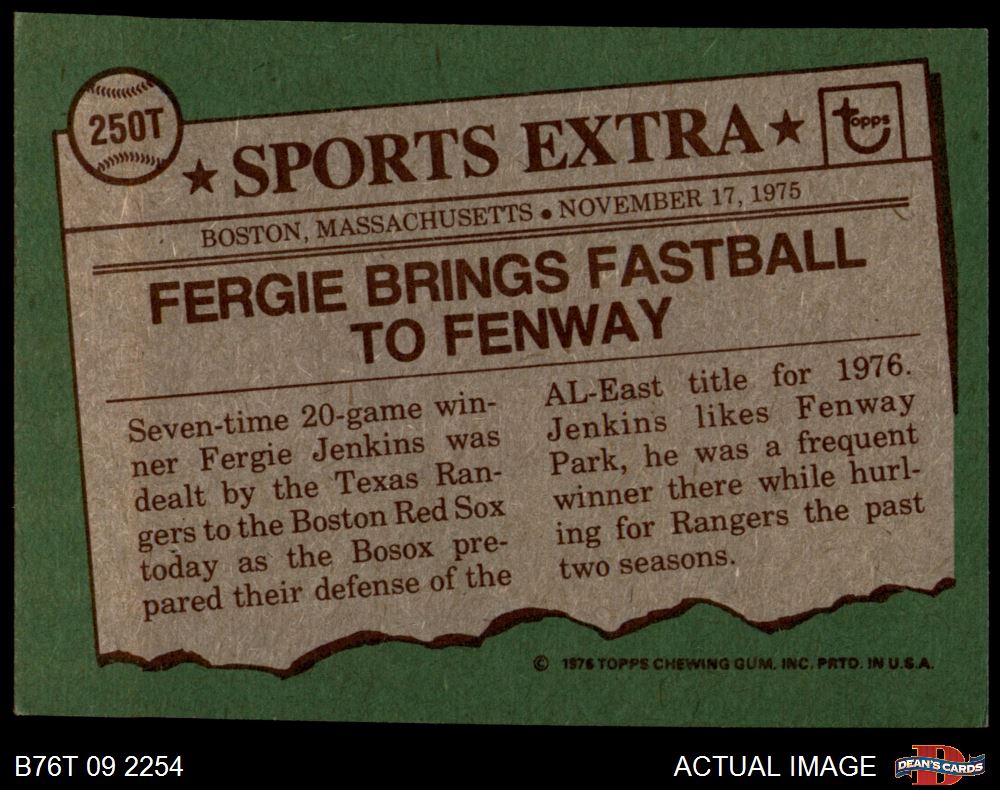 250T
★ SPORTS EXTRA ★
topps
BOSTON, MASSACHUSETTS • NOVEMBER 17, 1975
FERGIE BRINGS FASTBALL
TO FENWAY
Seven-time 20-game win-
ner Fergie Jenkins was
dealt by the Texas Ran-
gers to the Boston Red Sox
today as the Bosox pre-
pared their defense of the
AL-East title for 1976.
Jenkins likes Fenway
Park, he was a frequent
winner there while hurl-
ing for Rangers the past
two seasons.
© 1976 TOPPS CHEWING GUM, INC. PRTD. IN U.S.A.
B76T 09 2254
ACTUAL IMAGE
D
DEAN'S CARDS